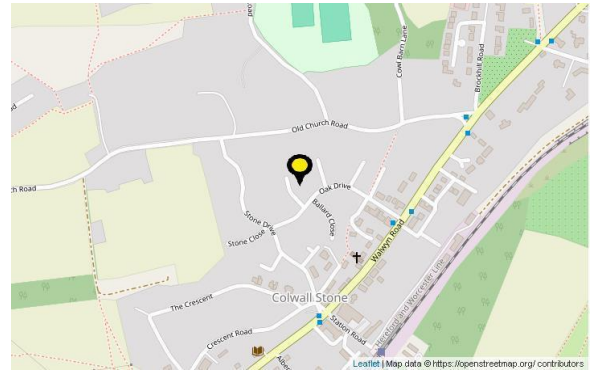 Cowl Barn Lane
Brockhill Road
Old Church Road
ch Road
Oak Drive
Ballard Close
Stone Drive
Stone Close
Walwyn Road
Hereford and Worcester Line
The Crescent
Colwall Stone
Crescent Road
Station Road
Leaflet | Map data © https://openstreetmap.org/ contributors